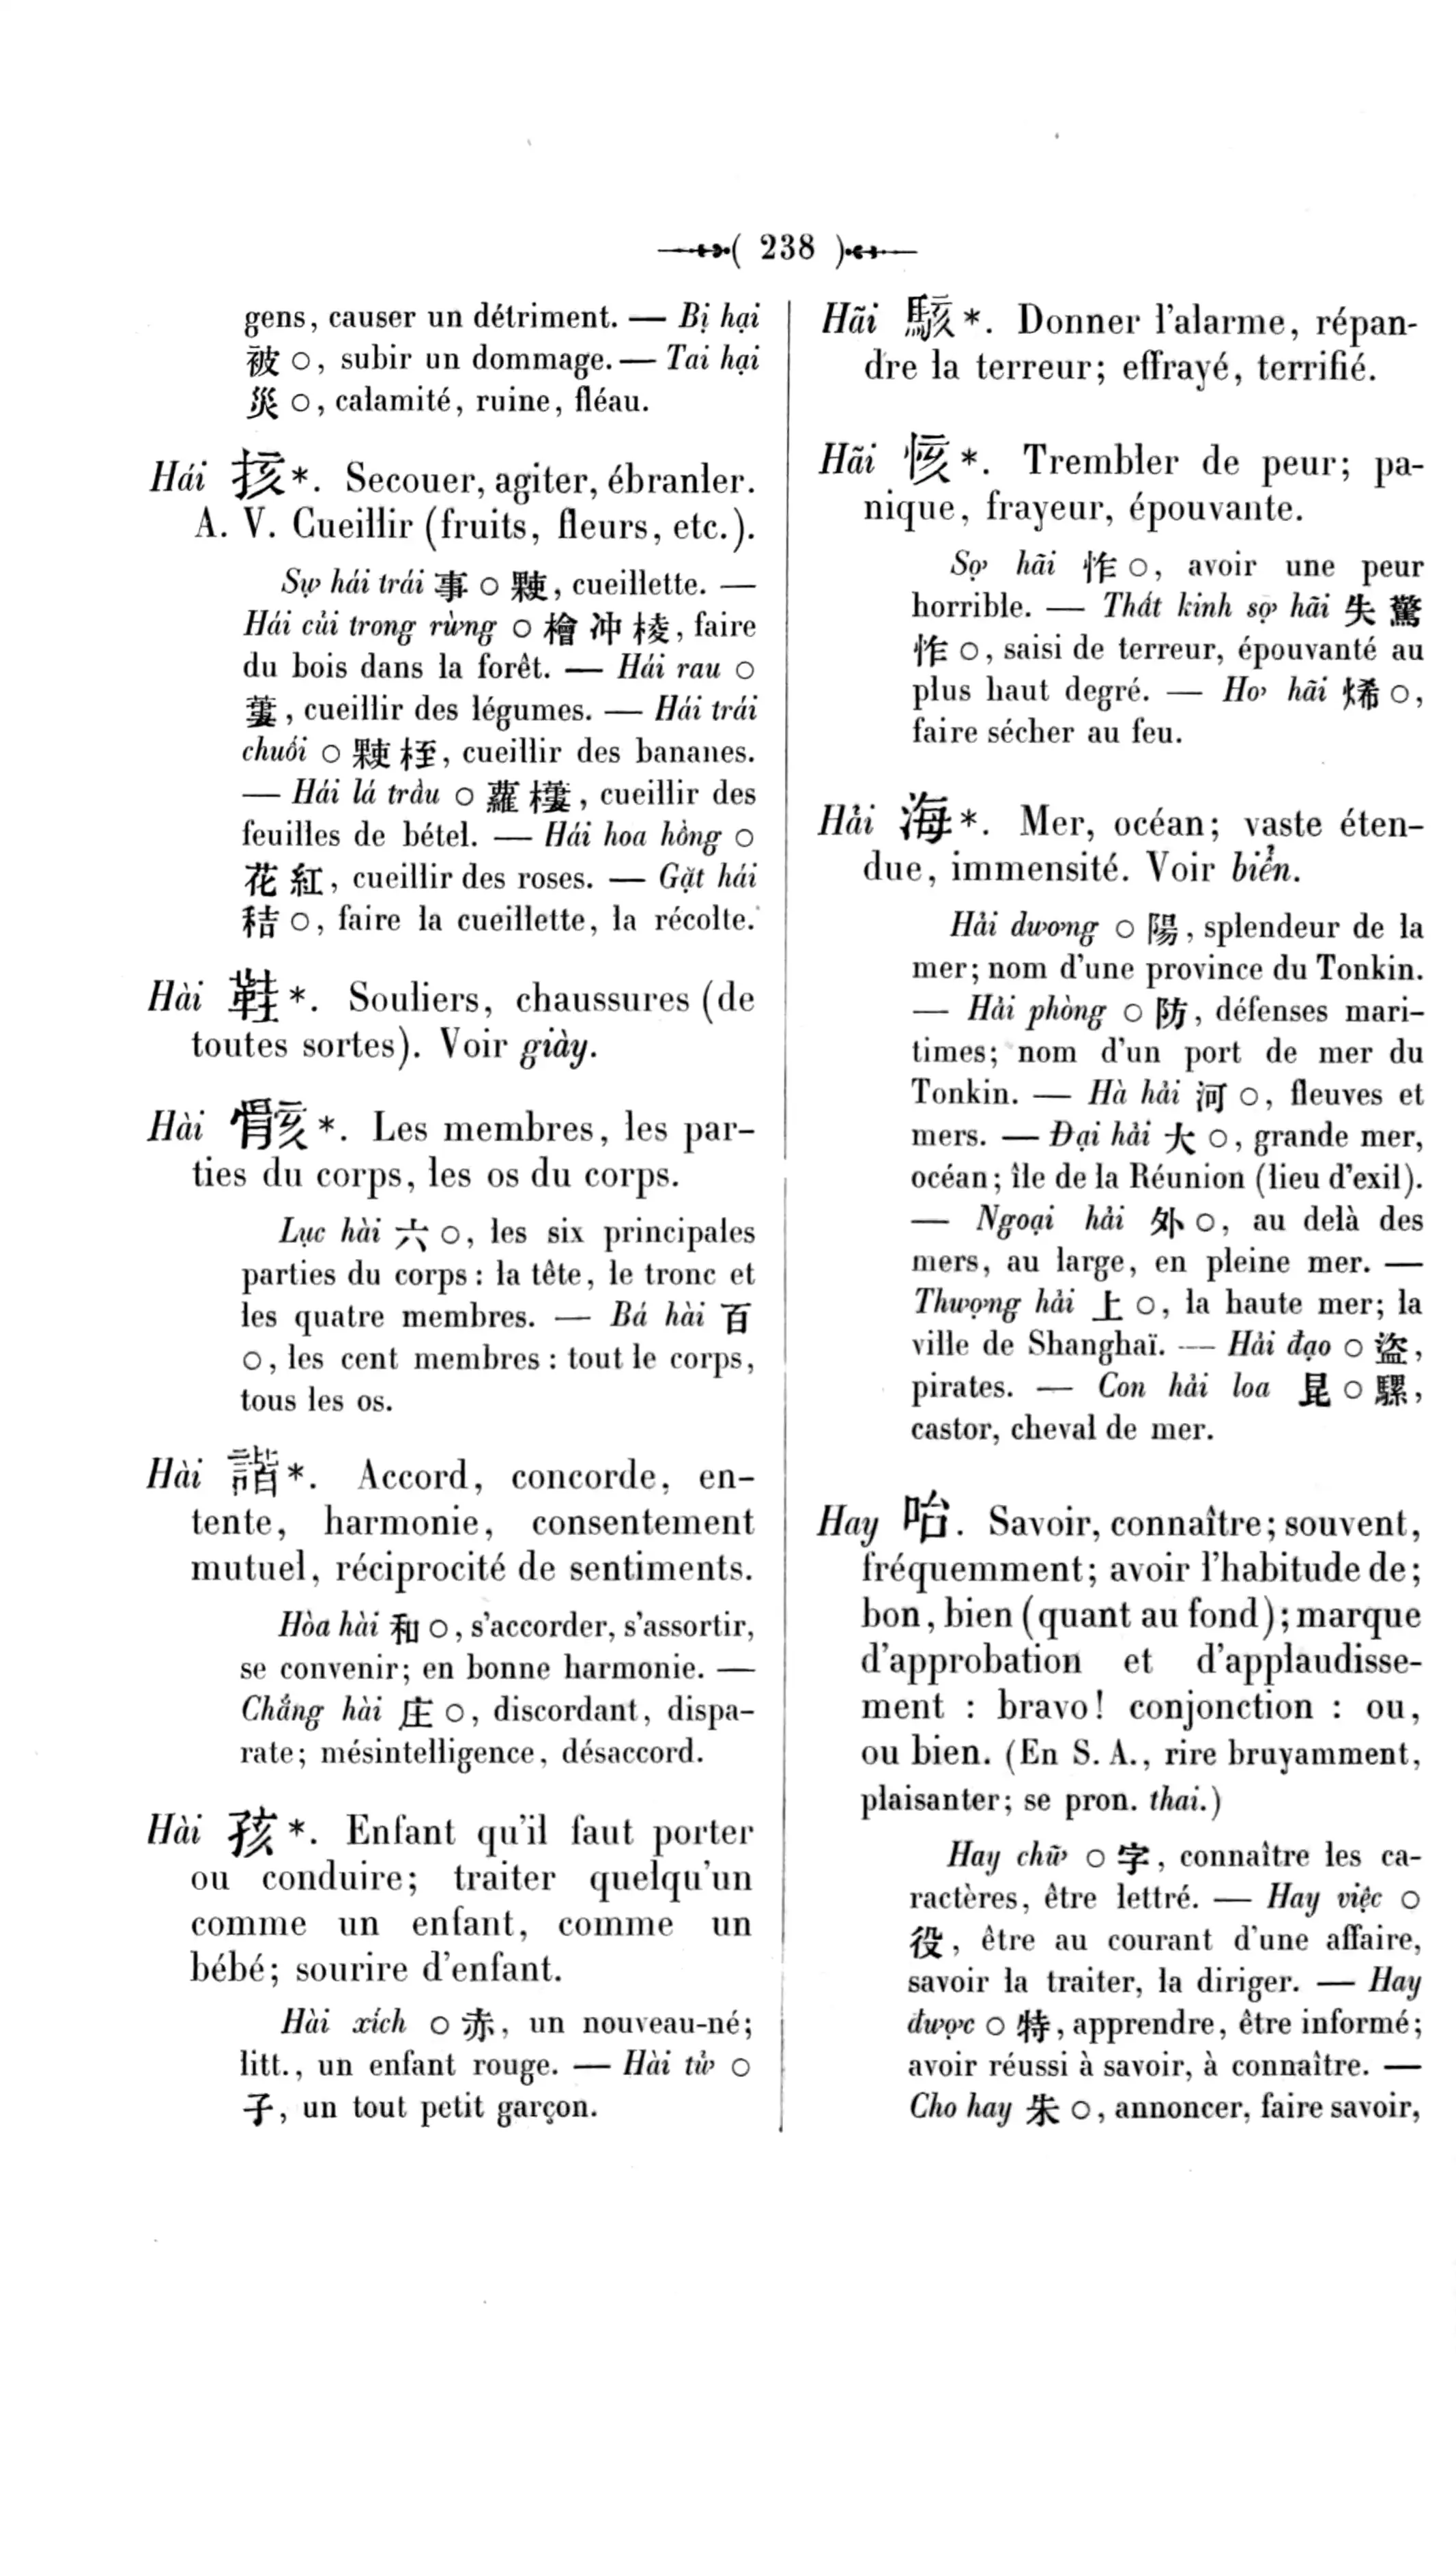 ( 238 )
gens, causer un détriment. — Bị hại
被 ○, subir un dommage. — Tai hại
災 ○, calamité, ruine, fléau.
Hái 挍*. Secouer, agiter, ébranler.
A. V. Cueillir (fruits, fleurs, etc.).
Sự hái trái 事 ○, cueillette. —
Hái củi trong rừng ○ 檜 冲 棱, faire
du bois dans la forêt. — Hái rau ○
蔞, cueillir des légumes. — Hái trái
chuối ○ 桎, cueillir des bananes.
— Hái lá trầu ○ 蘿 樓, cueillir des
feuilles de bétel. — Hái hoa hồng ○
花 紅, cueillir des roses. — Gặt hái
秸 ○, faire la cueillette, la récolte.
Hài 鞋*. Souliers, chaussures (de
toutes sortes). Voir giày.
Hài 骸*. Les membres, les par-
ties du corps, les os du corps.
Lục hài 六 ○, les six principales
parties du corps : la tête, le tronc et
les quatre membres. — Bá hài 百
○, les cent membres : tout le corps,
tous les os.
Hài 諧*. Accord, concorde, en-
tente, harmonie, consentement
mutuel, réciprocité de sentiments.
Hòa hài 和 ○, s'accorder, s'assortir,
se convenir; en bonne harmonie. —
Chẳng hài 庄 ○, discordant, dispa-
rate; mésintelligence, désaccord.
Hài 孩*. Enfant qu'il faut porter
ou conduire; traiter quelqu'un
comme un enfant, comme un
bébé; sourire d'enfant.
Hài xích ○ 赤, un nouveau-né;
litt., un enfant rouge. — Hài tử ○
子, un tout petit garçon.
Hãi 駭*. Donner l'alarme, répan-
dre la terreur; effrayé, terrifié.
Hãi 㤥*. Trembler de peur; pa-
nique, frayeur, épouvante.
Sợ hãi 怍 ○, avoir une peur
horrible. — Thất kinh sợ hãi 失 驚
怍 ○, saisi de terreur, épouvanté au
plus haut degré. — Hơ hãi 烯 ○,
faire sécher au feu.
Hải 海*. Mer, océan; vaste éten-
due, immensité. Voir biển.
Hải dương ○ 陽, splendeur de la
mer; nom d'une province du Tonkin.
— Hải phòng ○ 防, défenses mari-
times; nom d'un port de mer du
Tonkin. — Hà hải 河 ○, fleuves et
mers. — Đại hải 大 ○, grande mer,
océan; île de la Réunion (lieu d'exil).
— Ngoại hải 外 ○, au delà des
mers, au large, en pleine mer. —
Thượng hải 上 ○, la haute mer; la
ville de Shanghaï. — Hải đạo ○ 盜,
pirates. — Con hải loa 昆 ○ 騾,
castor, cheval de mer.
Hay 咍. Savoir, connaître; souvent,
fréquemment; avoir l'habitude de;
bon, bien (quant au fond); marque
d'approbation et d'applaudisse-
ment : bravo! conjonction : ou,
ou bien. (En S. A., rire bruyamment,
plaisanter; se pron. thai.)
Hay chữ ○ 字, connaître les ca-
ractères, être lettré. — Hay việc ○
役, être au courant d'une affaire,
savoir la traiter, la diriger. — Hay
được ○ 特, apprendre, être informé;
avoir réussi à savoir, à connaître. —
Cho hay 朱 ○, annoncer, faire savoir,